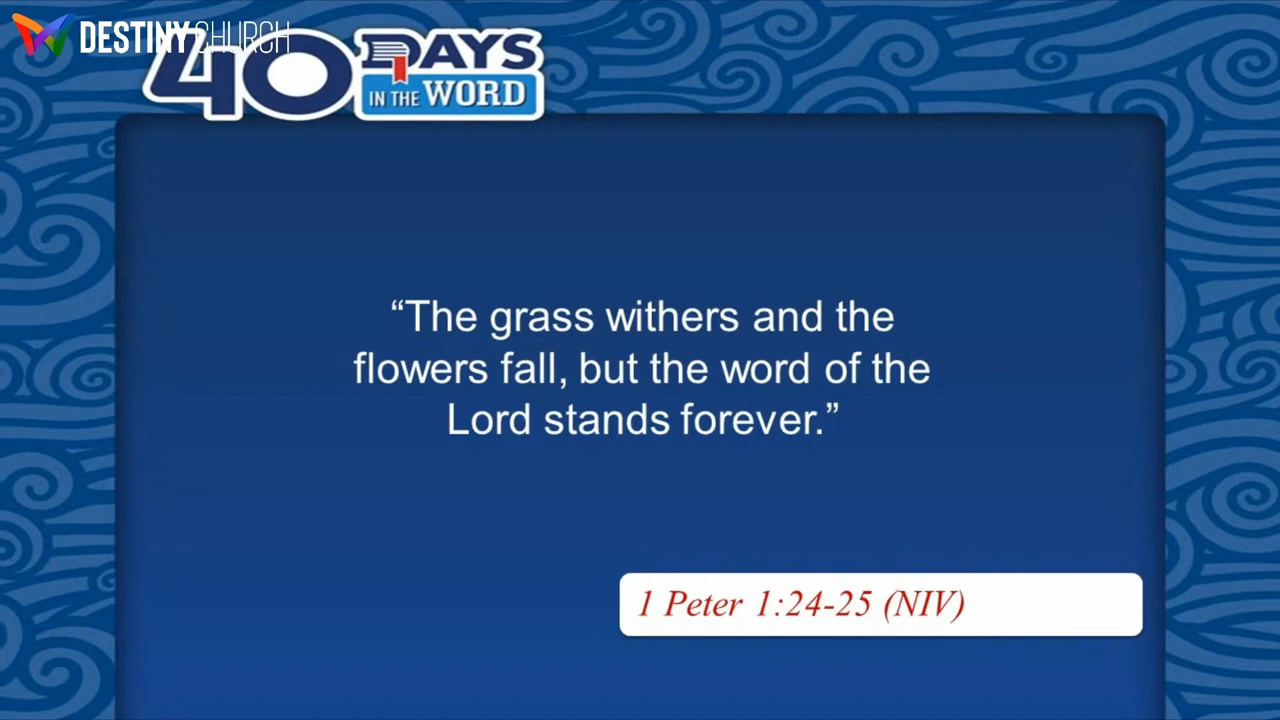 DESTINY CHURCH
40 DAYS
IN THE WORD
“The grass withers and the
flowers fall, but the word of the
Lord stands forever.”
1 Peter 1:24-25 (NIV)